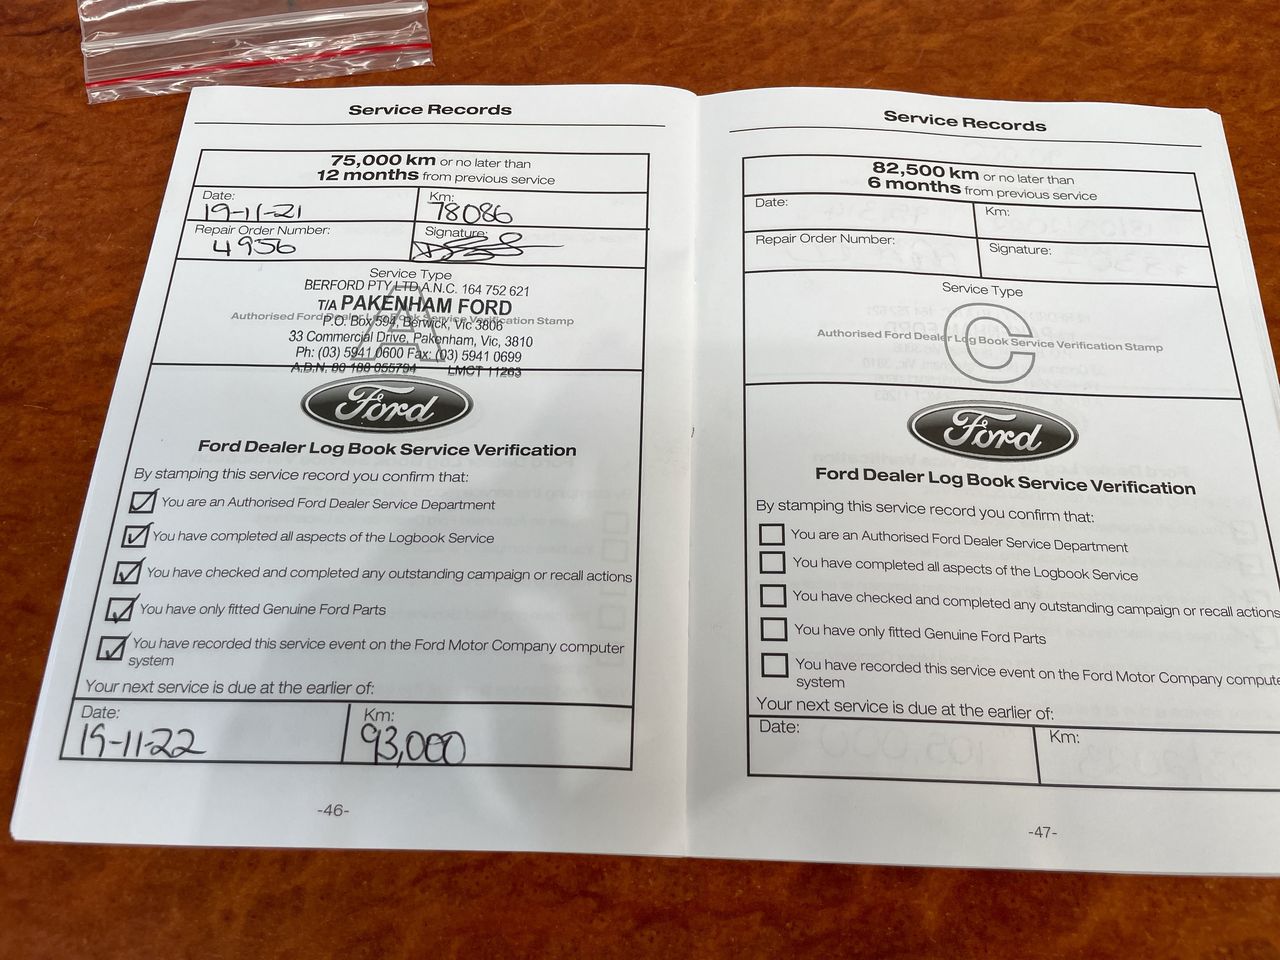 Service Records
75,000 km or no later than
12 months from previous service
Date:
19-11-21
Km:
78086
Repair Order Number:
4956
Signature:
Service Type
A
Authorised Ford Dealer Log Book Service Verification Stamp
BERFORD PTY LTD A.N.C. 164 752 621
T/A PAKENHAM FORD
P.O. Box 594, Berwick, Vic 3806
33 Commercial Drive, Pakenham, Vic, 3810
Ph: (03) 5941 0600 Fax: (03) 5941 0699
LMCT 11263
Ford
Ford Dealer Log Book Service Verification
By stamping this service record you confirm that:
You are an Authorised Ford Dealer Service Department
You have completed all aspects of the Logbook Service
You have checked and completed any outstanding campaign or recall actions
You have only fitted Genuine Ford Parts
You have recorded this service event on the Ford Motor Company computer
system
Your next service is due at the earlier of:
Date:
19-11-22
Km:
93,000
-46-
Service Records
82,500 km or no later than
6 months from previous service
Date:
Km:
Repair Order Number:
Signature:
Service Type
C
Authorised Ford Dealer Log Book Service Verification Stamp
Ford
Ford Dealer Log Book Service Verification
By stamping this service record you confirm that:
You are an Authorised Ford Dealer Service Department
You have completed all aspects of the Logbook Service
You have checked and completed any outstanding campaign or recall actions
You have only fitted Genuine Ford Parts
You have recorded this service event on the Ford Motor Company compute
system
Your next service is due at the earlier of:
Date:
Km:
-47-